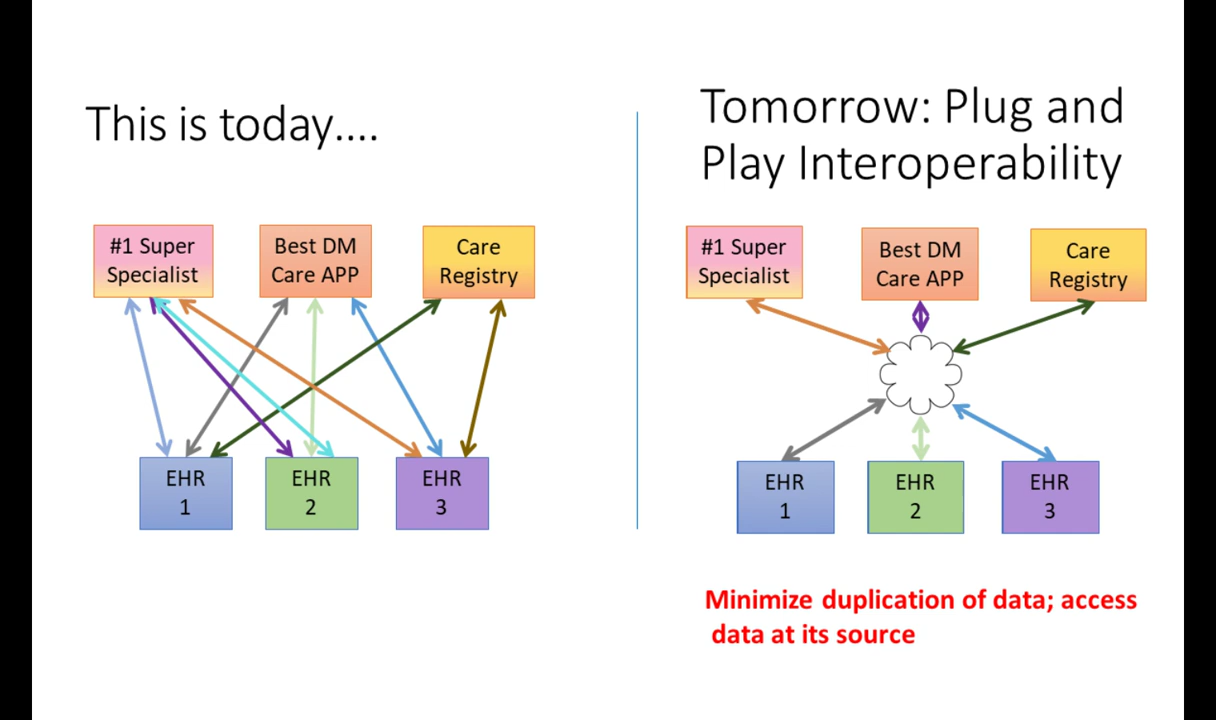 This is today....
#1 Super
Specialist
Best DM
Care APP
Care
Registry
EHR
1
EHR
2
EHR
3
Tomorrow: Plug and
Play Interoperability
#1 Super
Specialist
Best DM
Care APP
Care
Registry
EHR
1
EHR
2
EHR
3
Minimize duplication of data; access
data at its source